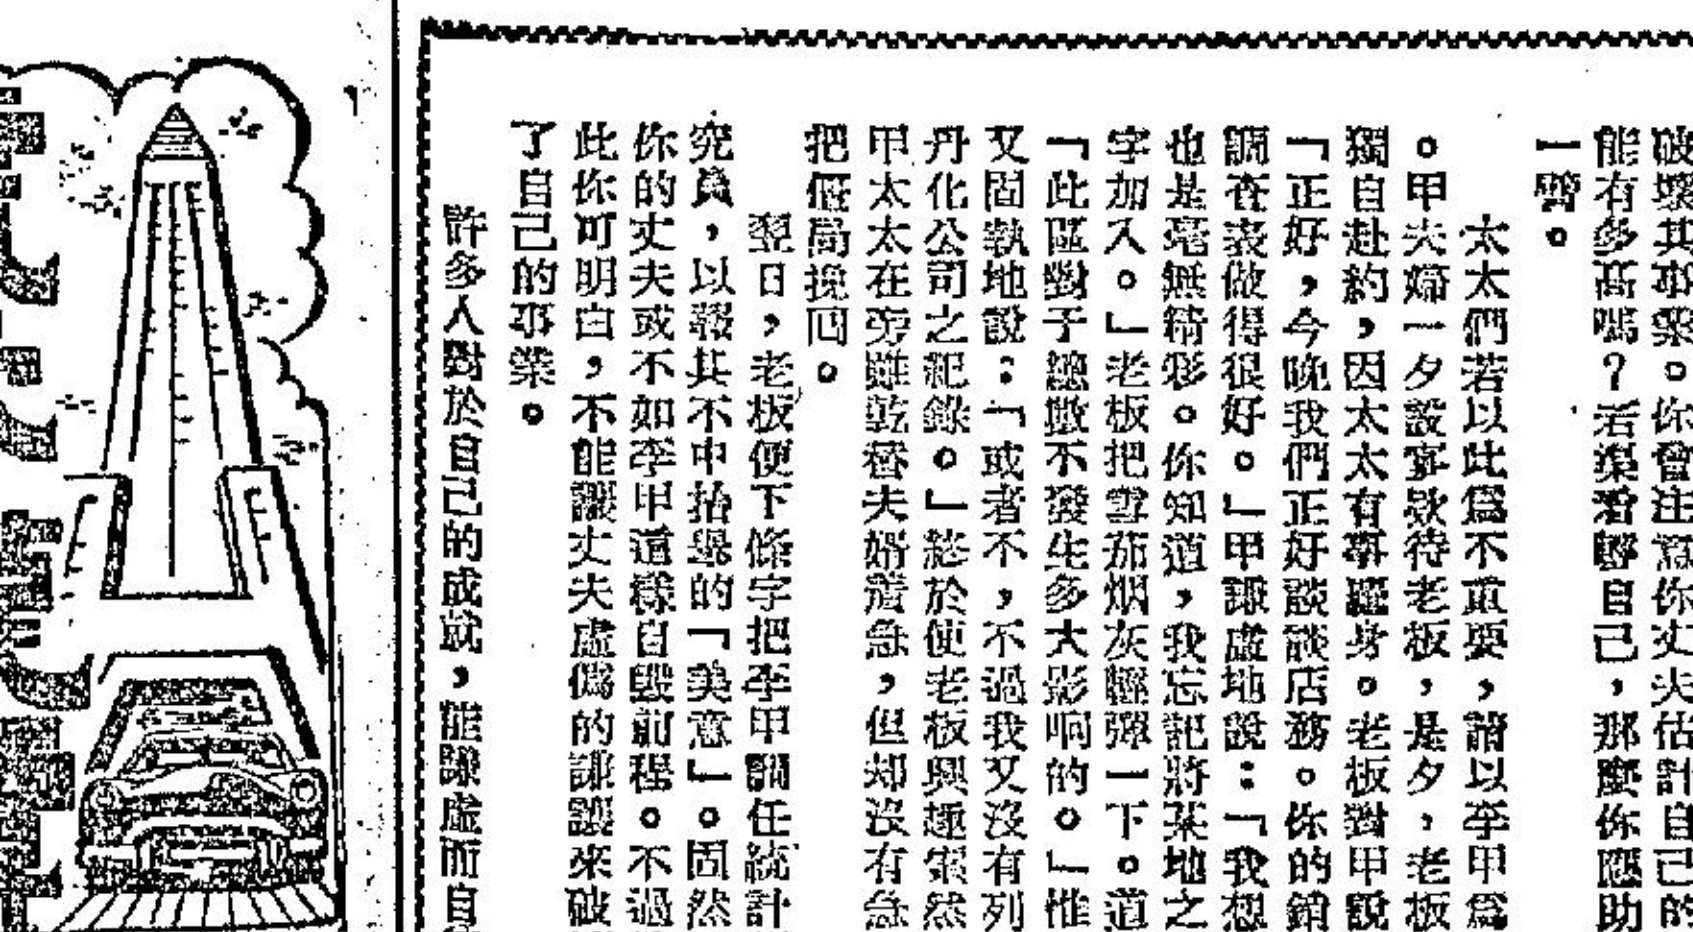 破壞其事業。你曾注意你丈夫估計自己的
能有多高嗎？若渠看輕自己，那麼你應助
一臂。
太太們若以此爲不重要，請以李甲爲
。甲夫婦一夕設宴欵待老板，是夕，老板
獨自赴約，因太太有事羈身。老板對甲說
「正好，今晚我們正好談談店務。你的銷
調查表做得很好。」甲謙虛地說：「我想
也是毫無精彩。你知道，我忘記將某地之
字加入。」老板把雪茄烟灰輕彈一下。道
「此區對于總數不發生多大影响的。」惟
又固執地說：「或者不，不過我又沒有列
丹化公司之紀錄。」終於使老板興趣索然
甲太太在旁雖乾替夫婿着急，但却沒有急
把僵局挽回。
翌日，老板便下條字把李甲調任統計
究員，以報其不中抬舉的「美意」。固然
你的丈夫或不如李甲這樣自毀前程。不過
此你可明白，不能讓丈夫虛僞的謙讓來破
了自己的事業。
許多人對於自己的成就，能謙虛而自